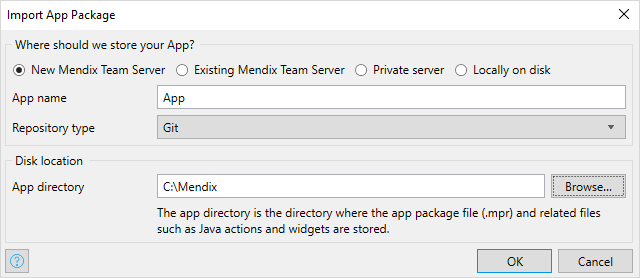 Import App Package
Where should we store your App?
New Mendix Team Server Existing Mendix Team Server Private server Locally on disk
App name App
Repository type Git
Disk location
App directory C:\Mendix Browse...
The app directory is the directory where the app package file (.mpr) and related files
such as Java actions and widgets are stored.
? OK Cancel